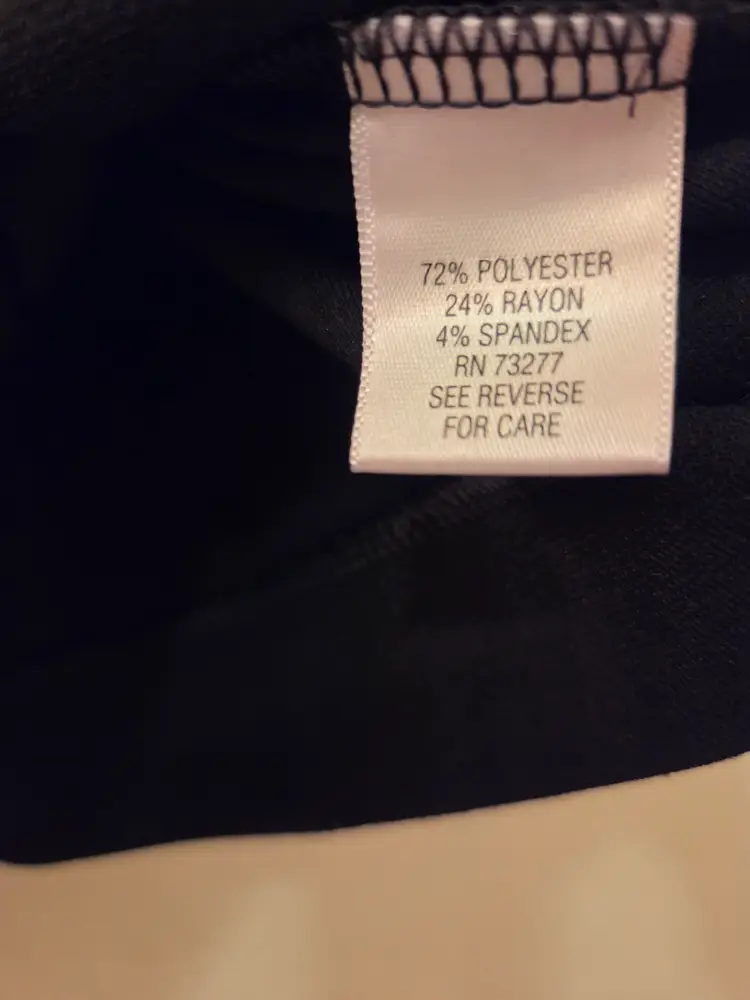 72% POLYESTER
24% RAYON
4% SPANDEX
RN 73277
SEE REVERSE
FOR CARE